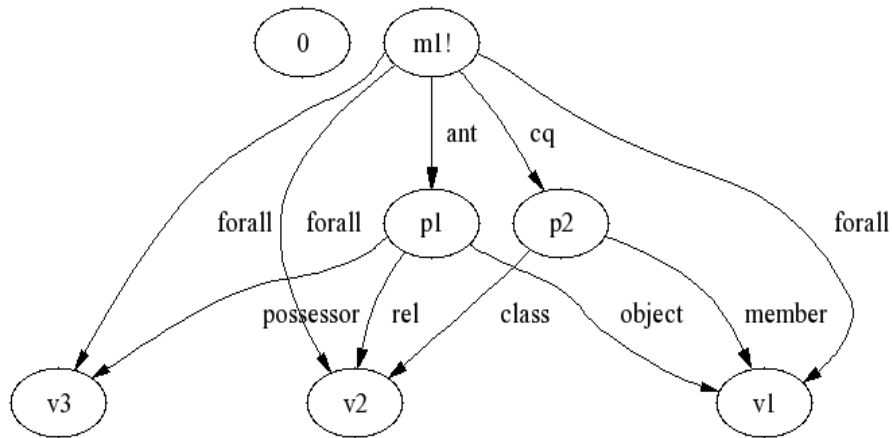 0 m1!
ant cq
forall forall p1 p2 forall
possessor rel class object member
v3 v2 v1